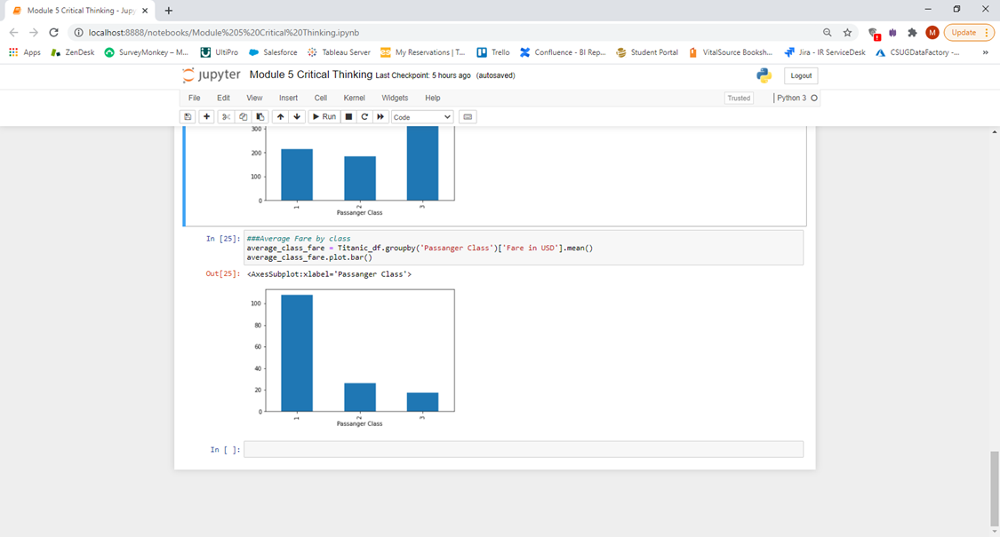 Module 5 Critical Thinking - Jupy
localhost:8888/notebooks/Module%205%20Critical%20Thinking.ipynb
M
Update
Apps
ZenDesk
SurveyMonkey – M...
UltiPro
Salesforce
Tableau Server
My Reservations | T...
Trello
Confluence - BI Rep...
Student Portal
VitalSource Booksh...
Jira - IR ServiceDesk
CSUGDataFactory -...
»
jupyter Module 5 Critical Thinking Last Checkpoint: 5 hours ago (autosaved)
Logout
File Edit View Insert Cell Kernel Widgets Help
Trusted
Python 3
Run
Code
300
200
100
0
1 2 3
Passanger Class
In [25]: ###Average Fare by class
average_class_fare = Titanic_df.groupby('Passanger Class')['Fare in USD'].mean()
average_class_fare.plot.bar()
Out[25]: <AxesSubplot:xlabel='Passanger Class'>
100
80
60
40
20
0
1 2 3
Passanger Class
In [ ]: